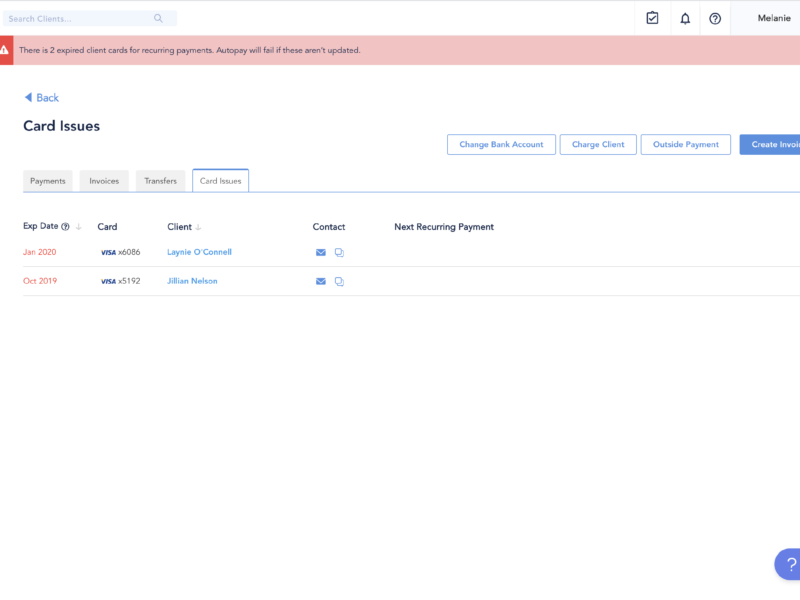 Search Clients...
Melanie
There is 2 expired client cards for recurring payments. Autopay will fail if these aren't updated.
Back
Card Issues
Change Bank Account Charge Client Outside Payment Create Invoi
Payments Invoices Transfers Card Issues
Exp Date Card Client Contact Next Recurring Payment
Jan 2020 VISA x6086 Laynie O'Connell
Oct 2019 VISA x5192 Jillian Nelson
?